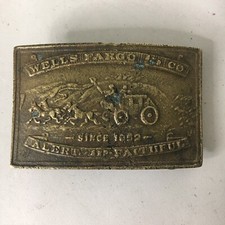 WELLS FARGO & CO
SINCE 1852
ALERT AND FAITHFUL